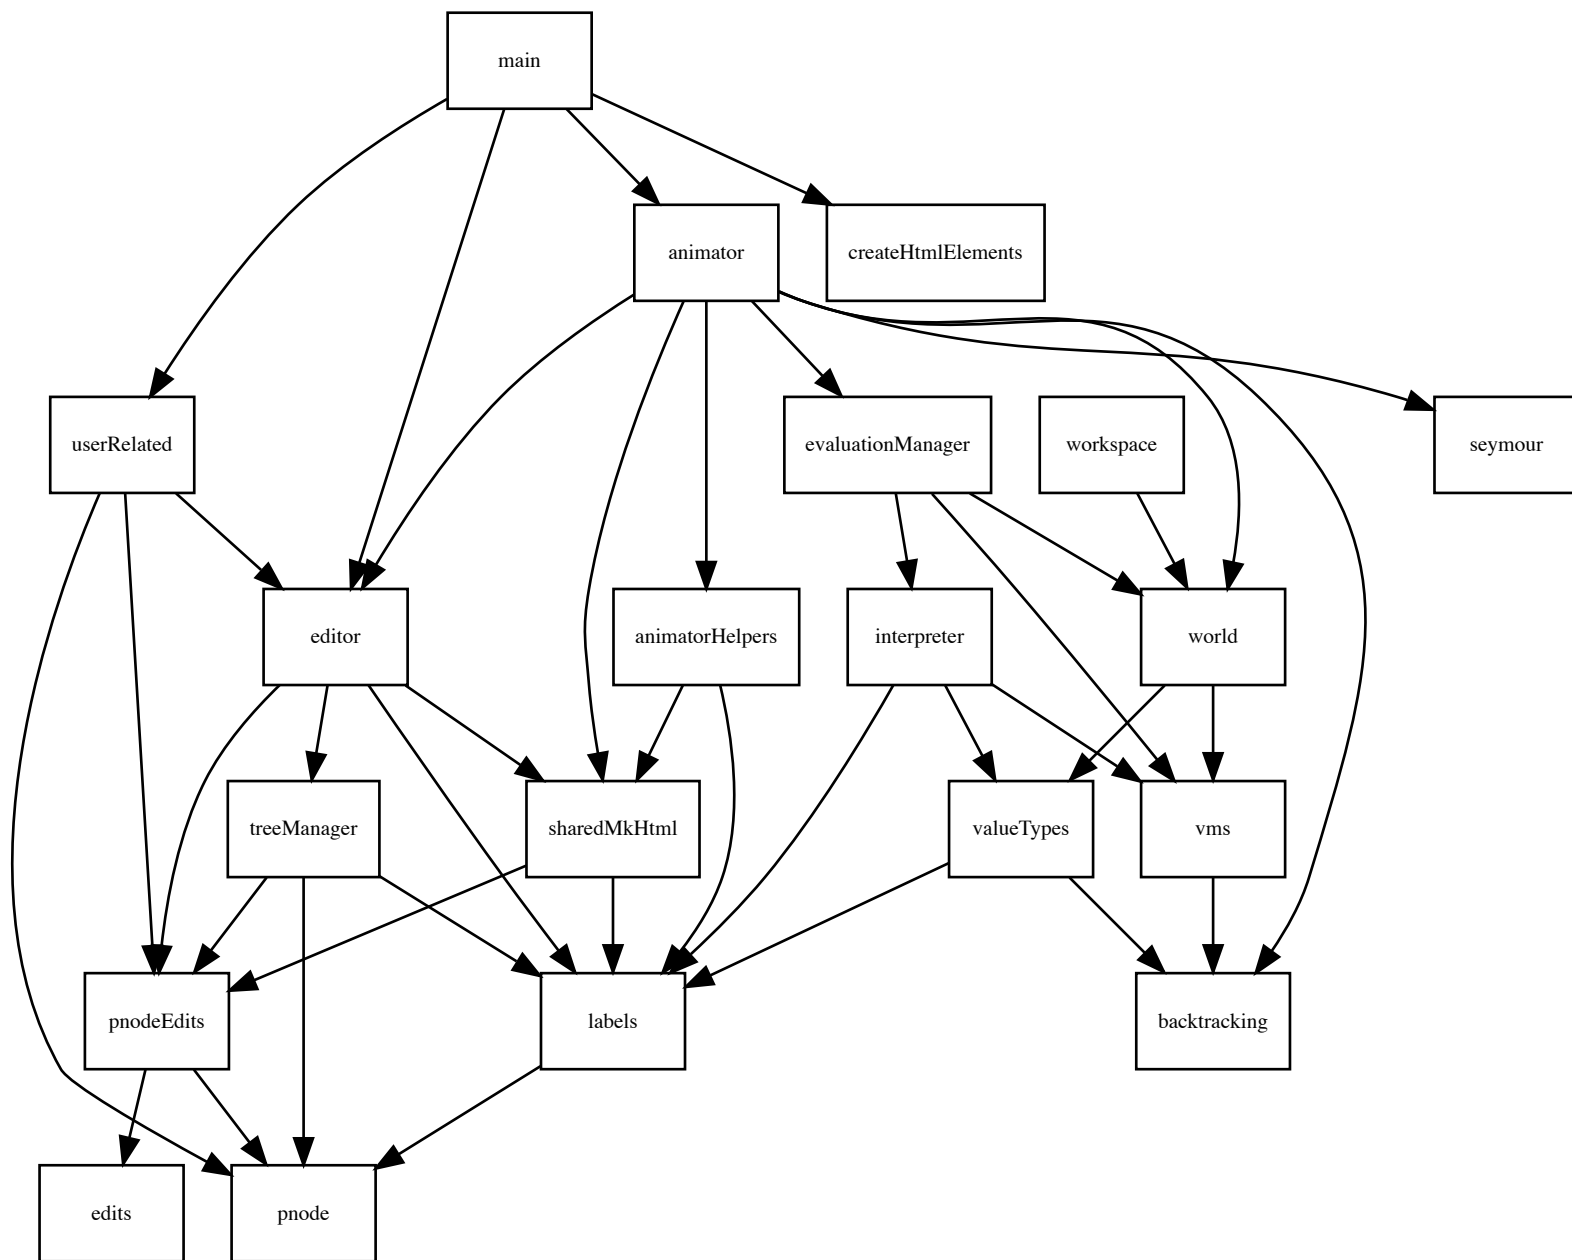 main
animator
createHtmlElements
userRelated
evaluationManager
workspace
seymour
editor
animatorHelpers
interpreter
world
treeManager
sharedMkHtml
valueTypes
vms
pnodeEdits
labels
backtracking
edits
pnode